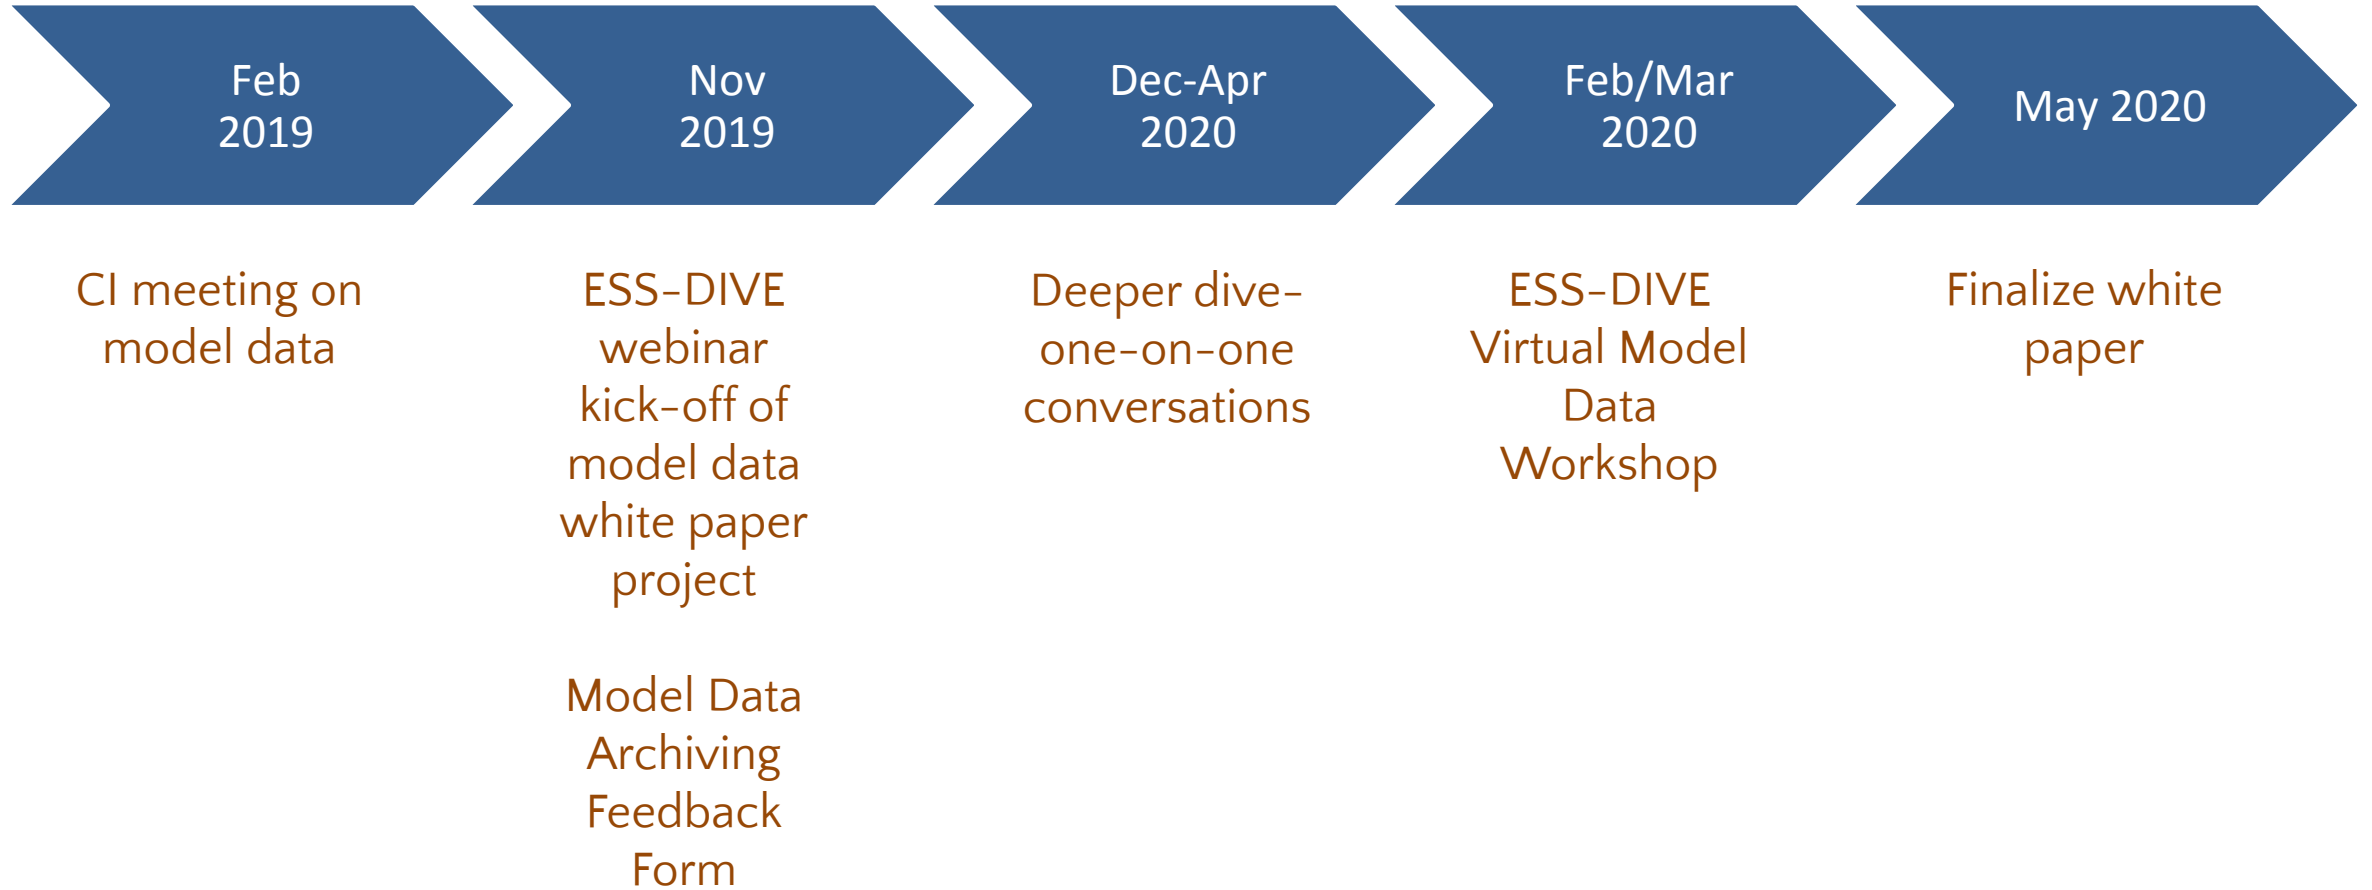 Feb
2019
Nov
2019
Dec-Apr
2020
Feb/Mar
2020
May 2020
CI meeting on
model data
ESS-DIVE
webinar
kick-off of
model data
white paper
project
Model Data
Archiving
Feedback
Form
Deeper dive-
one-on-one
conversations
ESS-DIVE
Virtual Model
Data
Workshop
Finalize white
paper